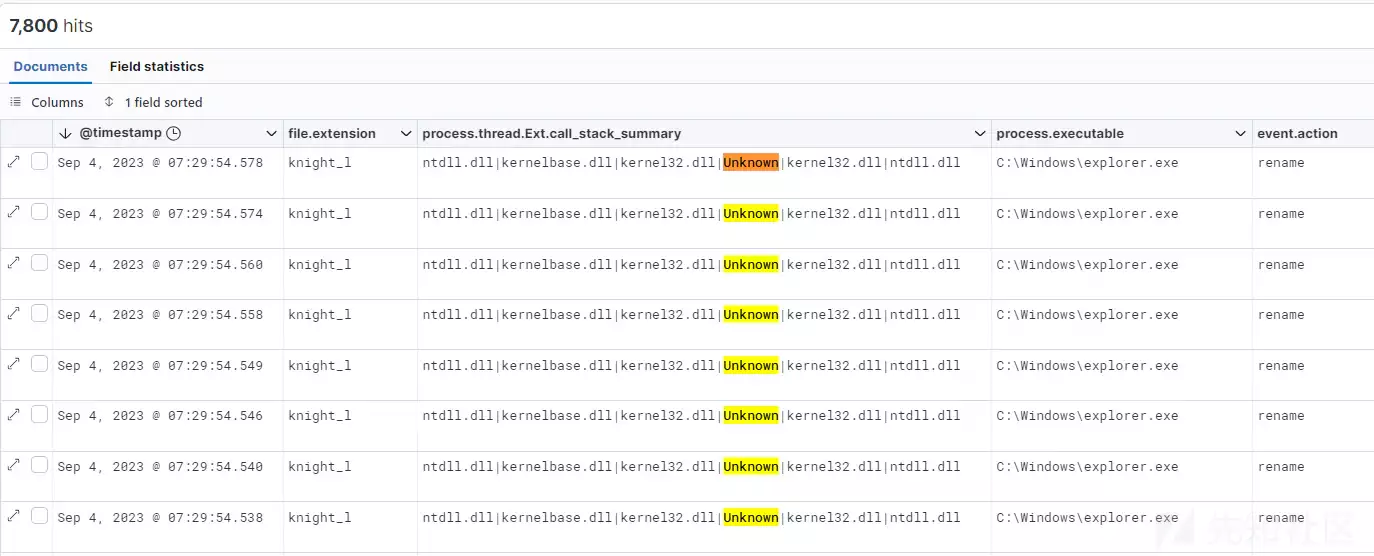 7,800 hits
Documents Field statistics
Columns 1 field sorted
@timestamp file.extension process.thread.Ext.call_stack_summary process.executable event.action
Sep 4, 2023 @ 07:29:54.578 knight_l ntdll.dll|kernelbase.dll|kernel32.dll|Unknown|kernel32.dll|ntdll.dll C:\Windows\explorer.exe rename
Sep 4, 2023 @ 07:29:54.574 knight_l ntdll.dll|kernelbase.dll|kernel32.dll|Unknown|kernel32.dll|ntdll.dll C:\Windows\explorer.exe rename
Sep 4, 2023 @ 07:29:54.560 knight_l ntdll.dll|kernelbase.dll|kernel32.dll|Unknown|kernel32.dll|ntdll.dll C:\Windows\explorer.exe rename
Sep 4, 2023 @ 07:29:54.558 knight_l ntdll.dll|kernelbase.dll|kernel32.dll|Unknown|kernel32.dll|ntdll.dll C:\Windows\explorer.exe rename
Sep 4, 2023 @ 07:29:54.549 knight_l ntdll.dll|kernelbase.dll|kernel32.dll|Unknown|kernel32.dll|ntdll.dll C:\Windows\explorer.exe rename
Sep 4, 2023 @ 07:29:54.546 knight_l ntdll.dll|kernelbase.dll|kernel32.dll|Unknown|kernel32.dll|ntdll.dll C:\Windows\explorer.exe rename
Sep 4, 2023 @ 07:29:54.540 knight_l ntdll.dll|kernelbase.dll|kernel32.dll|Unknown|kernel32.dll|ntdll.dll C:\Windows\explorer.exe rename
Sep 4, 2023 @ 07:29:54.538 knight_l ntdll.dll|kernelbase.dll|kernel32.dll|Unknown|kernel32.dll|ntdll.dll C:\Windows\explorer.exe rename
先知社区